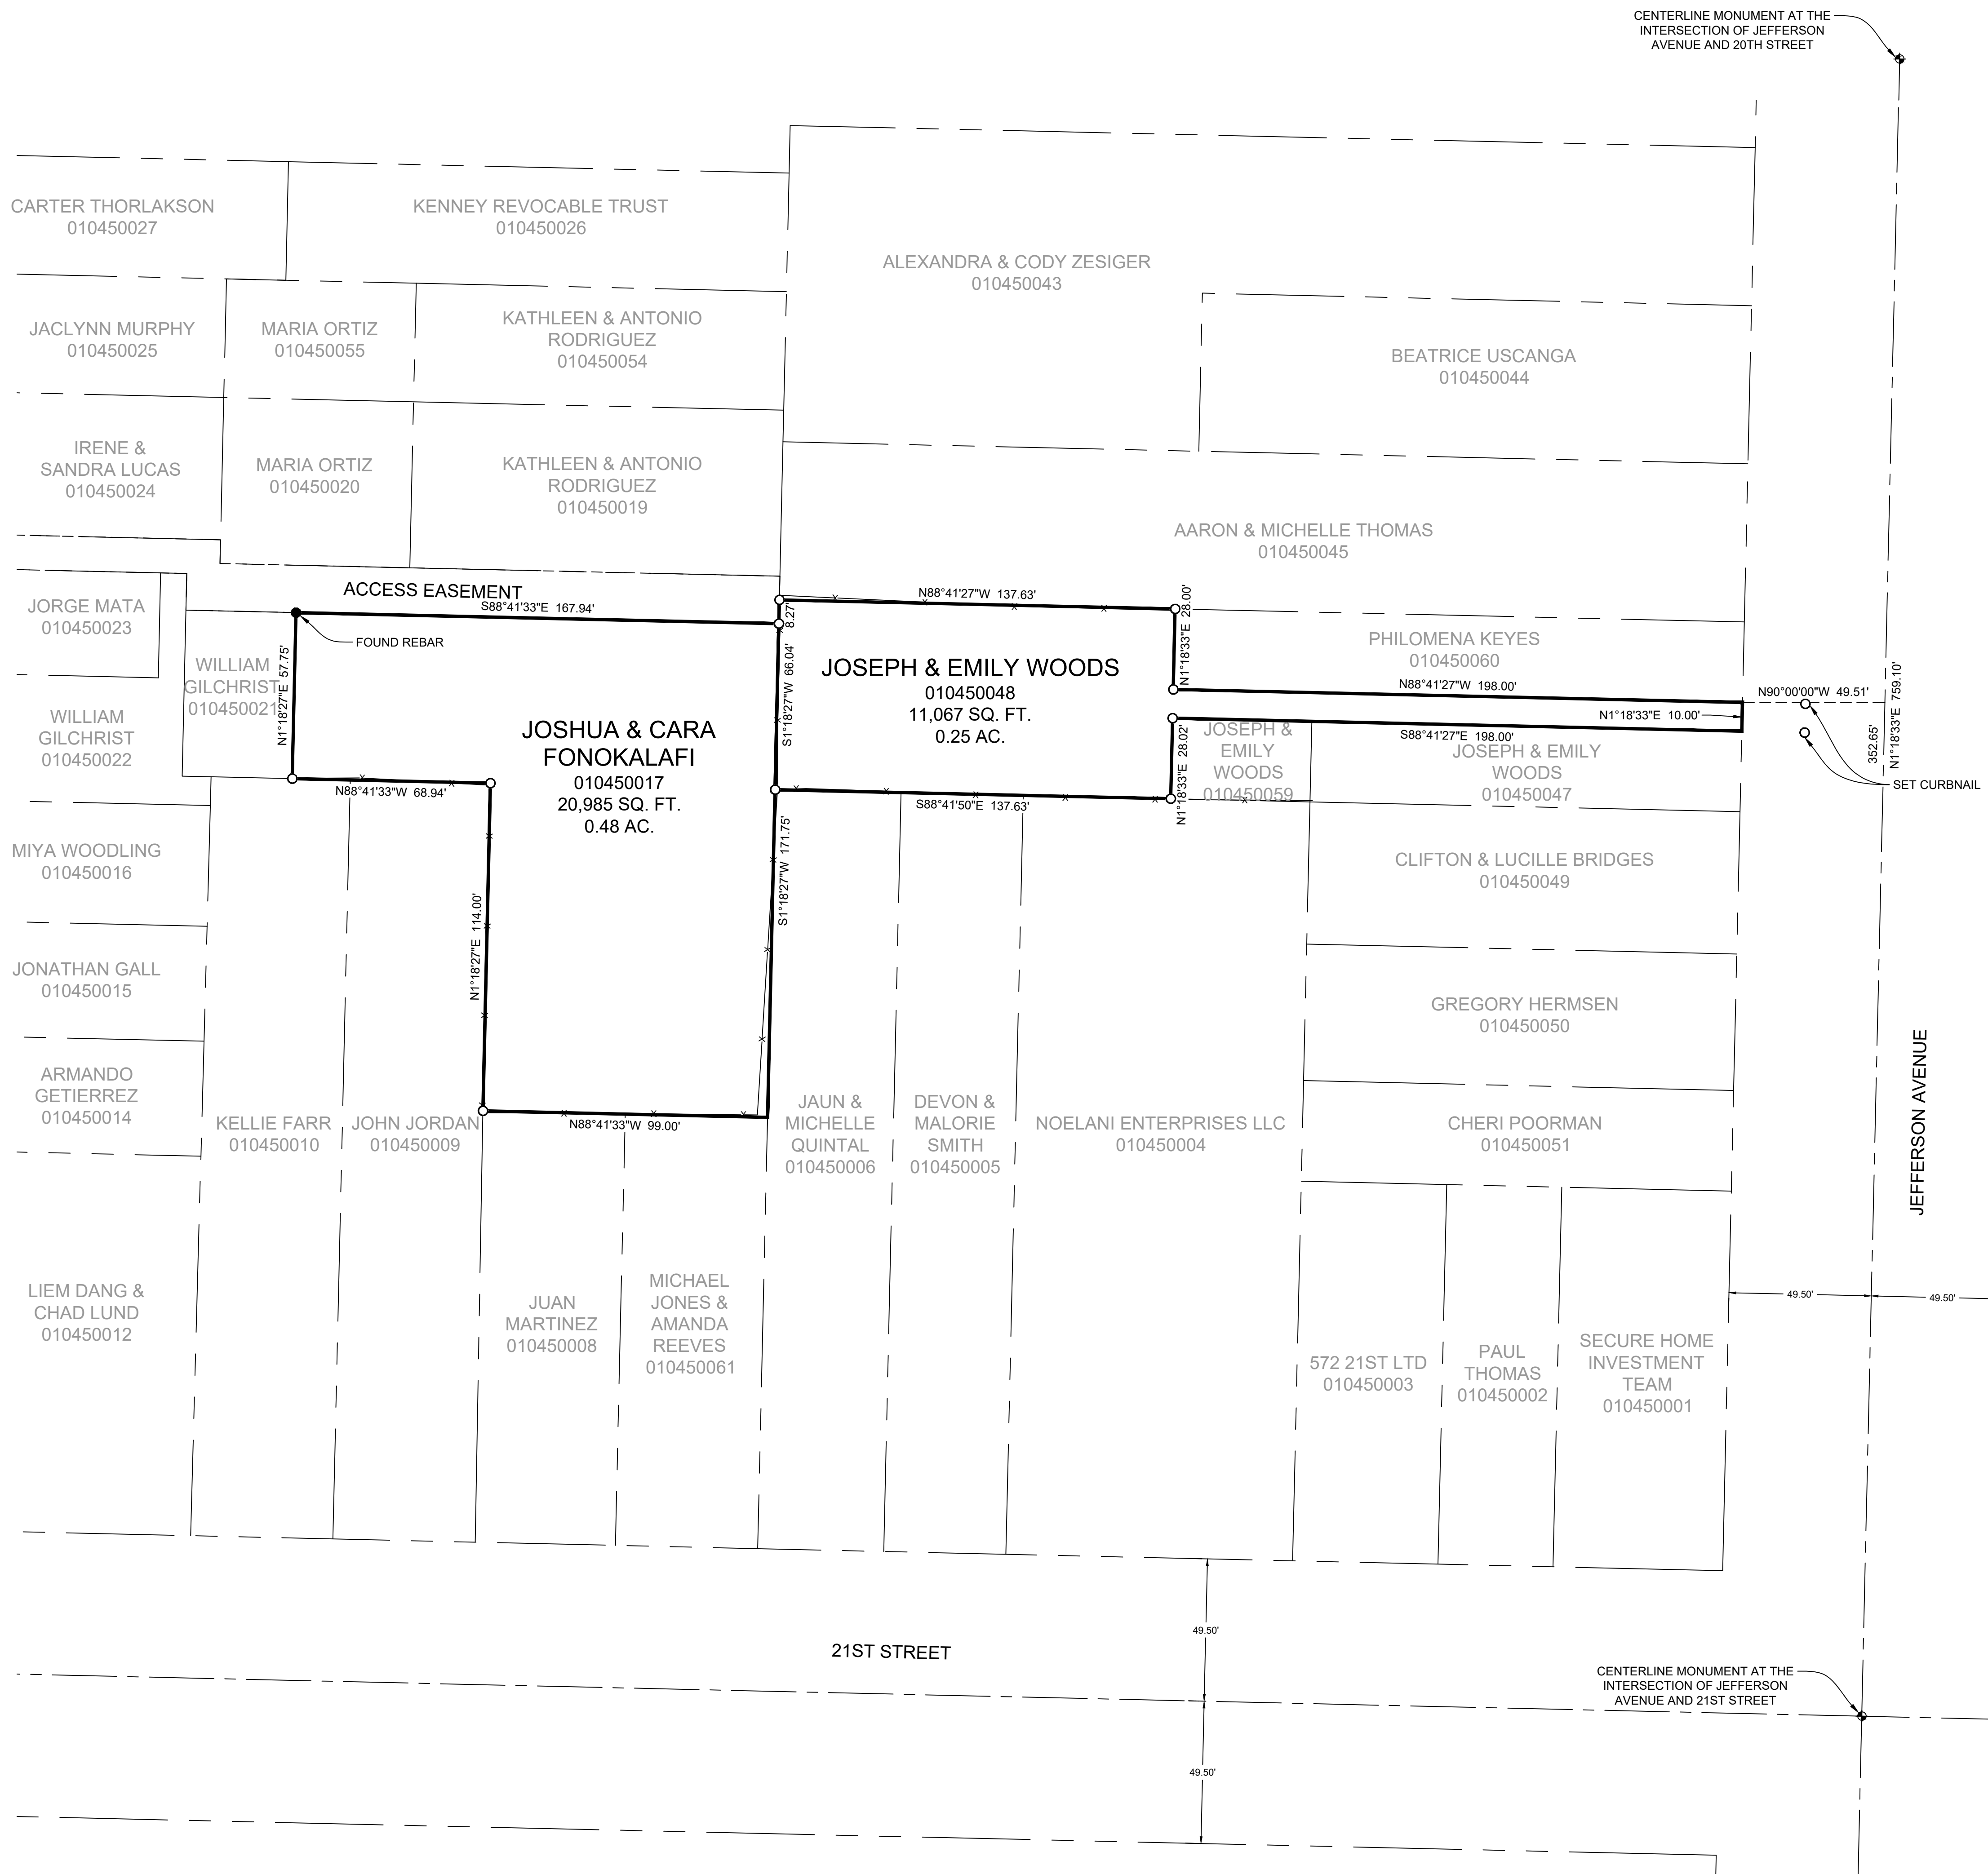 CENTERLINE MONUMENT AT THE
INTERSECTION OF JEFFERSON
AVENUE AND 20TH STREET
CARTER THORLAKSON
010450027
KENNEY REVOCABLE TRUST
010450026
ALEXANDRA & CODY ZESIGER
010450043
JACLYNN MURPHY
010450025
MARIA ORTIZ
010450055
KATHLEEN & ANTONIO
RODRIGUEZ
010450054
BEATRICE USCANGA
010450044
IRENE &
SANDRA LUCAS
010450024
MARIA ORTIZ
010450020
KATHLEEN & ANTONIO
RODRIGUEZ
010450019
AARON & MICHELLE THOMAS
010450045
ACCESS EASEMENT
S88°41'33"E 167.94'
FOUND REBAR
JORGE MATA
010450023
WILLIAM
GILCHRIST
010450021
WILLIAM
GILCHRIST
010450022
N1°18'27"E 57.75'
N88°41'33"W 68.94'
JOSHUA & CARA
FONOKALAFI
010450017
20,985 SQ. FT.
0.48 AC.
8.27'
S1°18'27"W 66.04'
N88°41'27"W 137.63'
N1°18'33"E 28.00'
JOSEPH & EMILY WOODS
010450048
11,067 SQ. FT.
0.25 AC.
PHILOMENA KEYES
010450060
N88°41'27"W 198.00'
N1°18'33"E 10.00'
N90°00'00"W 49.51'
352.65'
N1°18'33"E 759.10'
SET CURBNAIL
S88°41'27"E 198.00'
JOSEPH &
EMILY
WOODS
010450059
JOSEPH & EMILY
WOODS
010450047
N1°18'33"E 28.02'
S88°41'50"E 137.63'
S1°18'27"W 171.75'
MIYA WOODLING
010450016
CLIFTON & LUCILLE BRIDGES
010450049
N1°18'27"E 114.00'
JONATHAN GALL
010450015
GREGORY HERMSEN
010450050
ARMANDO
GETIERREZ
010450014
KELLIE FARR
010450010
JOHN JORDAN
010450009
N88°41'33"W 99.00'
JAUN &
MICHELLE
QUINTAL
010450006
DEVON &
MALORIE
SMITH
010450005
NOELANI ENTERPRISES LLC
010450004
CHERI POORMAN
010450051
JEFFERSON AVENUE
LIEM DANG &
CHAD LUND
010450012
JUAN
MARTINEZ
010450008
MICHAEL
JONES &
AMANDA
REEVES
010450061
572 21ST LTD
010450003
PAUL
THOMAS
010450002
SECURE HOME
INVESTMENT
TEAM
010450001
49.50'
49.50'
49.50'
21ST STREET
CENTERLINE MONUMENT AT THE
INTERSECTION OF JEFFERSON
AVENUE AND 21ST STREET
49.50'